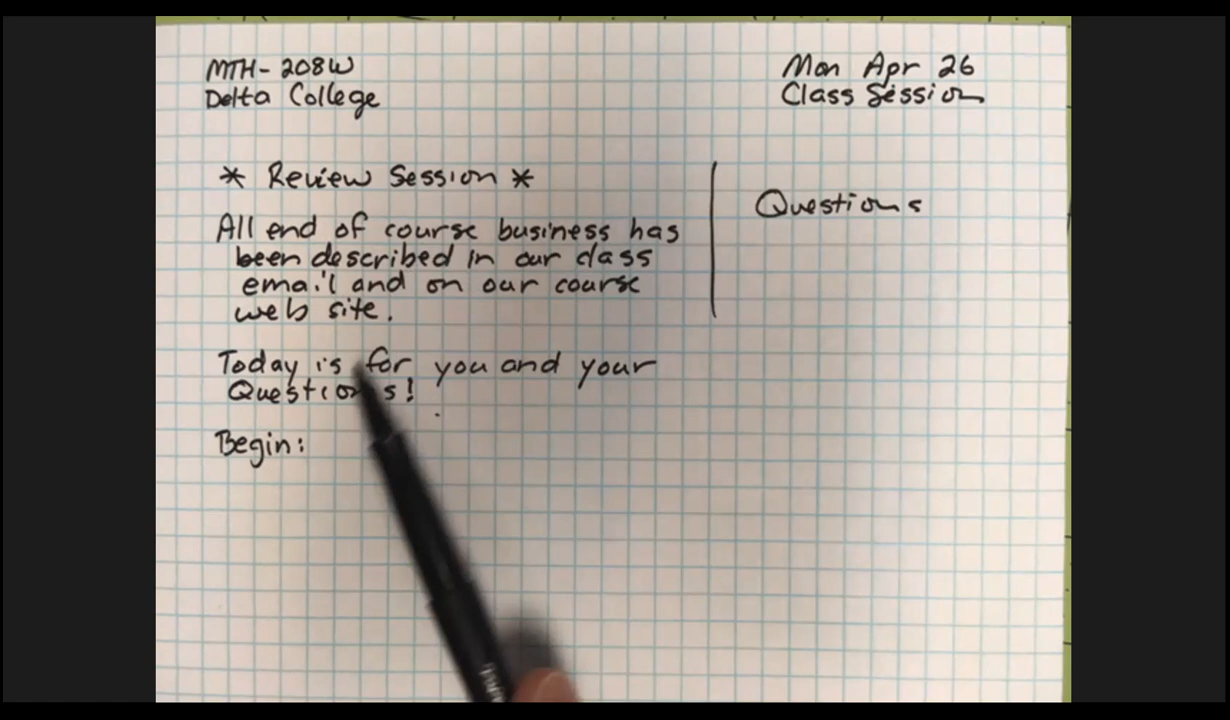 MTH-208W
Delta College
Mon Apr 26
Class Session
* Review Session *
All end of course business has
been described in our class
email and on our course
web site.
Today is for you and your
Questions!
Begin:
Questions